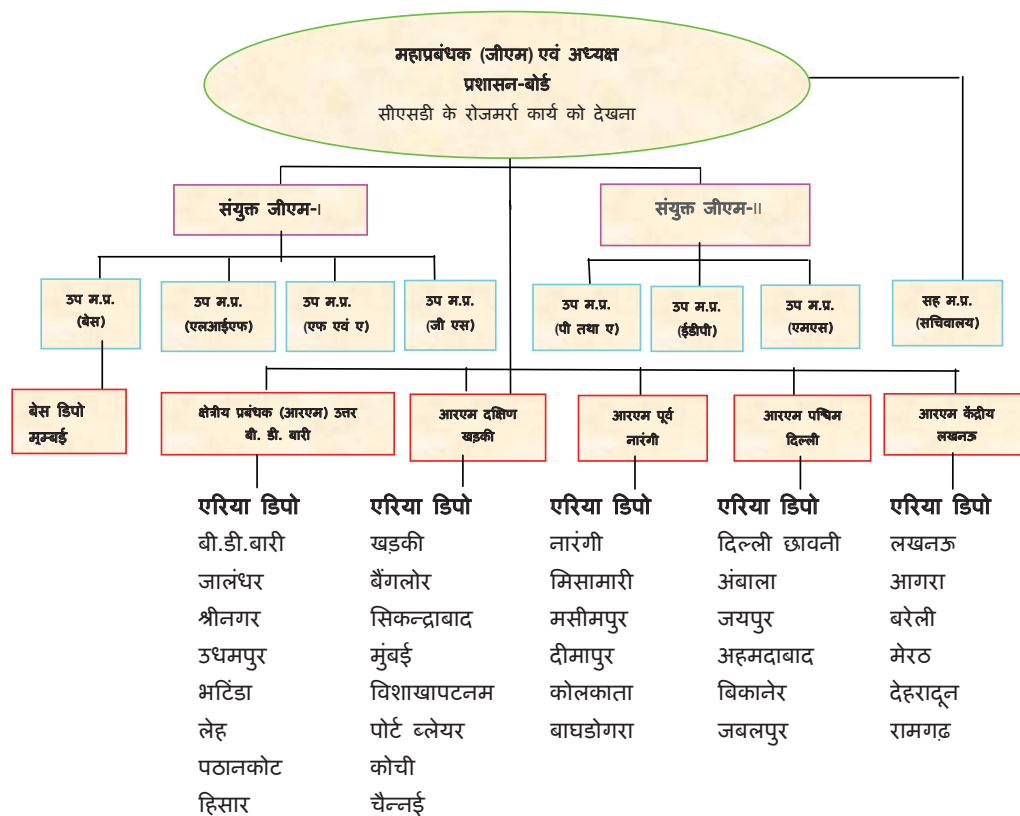 महाप्रबंधक (जीएम) एवं अध्यक्ष
प्रशासन-बोर्ड
सीएसडी के रोजमर्रा कार्य को देखना
संयुक्त जीएम-I
संयुक्त जीएम-II
उप म.प्र.
(बेस)
उप म.प्र.
(एलआईएफ)
उप म.प्र.
(एफ एवं ए)
उप म.प्र.
(जी एस)
उप म.प्र.
(पी तथा ए)
उप म.प्र.
(ईडीपी)
उप म.प्र.
(एमएस)
सह म.प्र.
(सचिवालय)
बेस डिपो
मुम्बई
क्षेत्रीय प्रबंधक (आरएम) उत्तर
बी. डी. बारी
आरएम दक्षिण
खड़की
आरएम पूर्व
नारंगी
आरएम पश्चिम
दिल्ली
आरएम केंद्रीय
लखनऊ
एरिया डिपो
बी.डी.बारी
जालंधर
श्रीनगर
उधमपुर
भटिंडा
लेह
पठानकोट
हिसार
एरिया डिपो
खड़की
बैंगलोर
सिकन्द्राबाद
मुंबई
विशाखापटनम
पोर्ट ब्लेयर
कोची
चैन्नई
एरिया डिपो
नारंगी
मिसामारी
मसीमपुर
दीमापुर
कोलकाता
बाघडोगरा
एरिया डिपो
दिल्ली छावनी
अंबाला
जयपुर
अहमदाबाद
बिकानेर
जबलपुर
एरिया डिपो
लखनऊ
आगरा
बरेली
मेरठ
देहरादून
रामगढ़